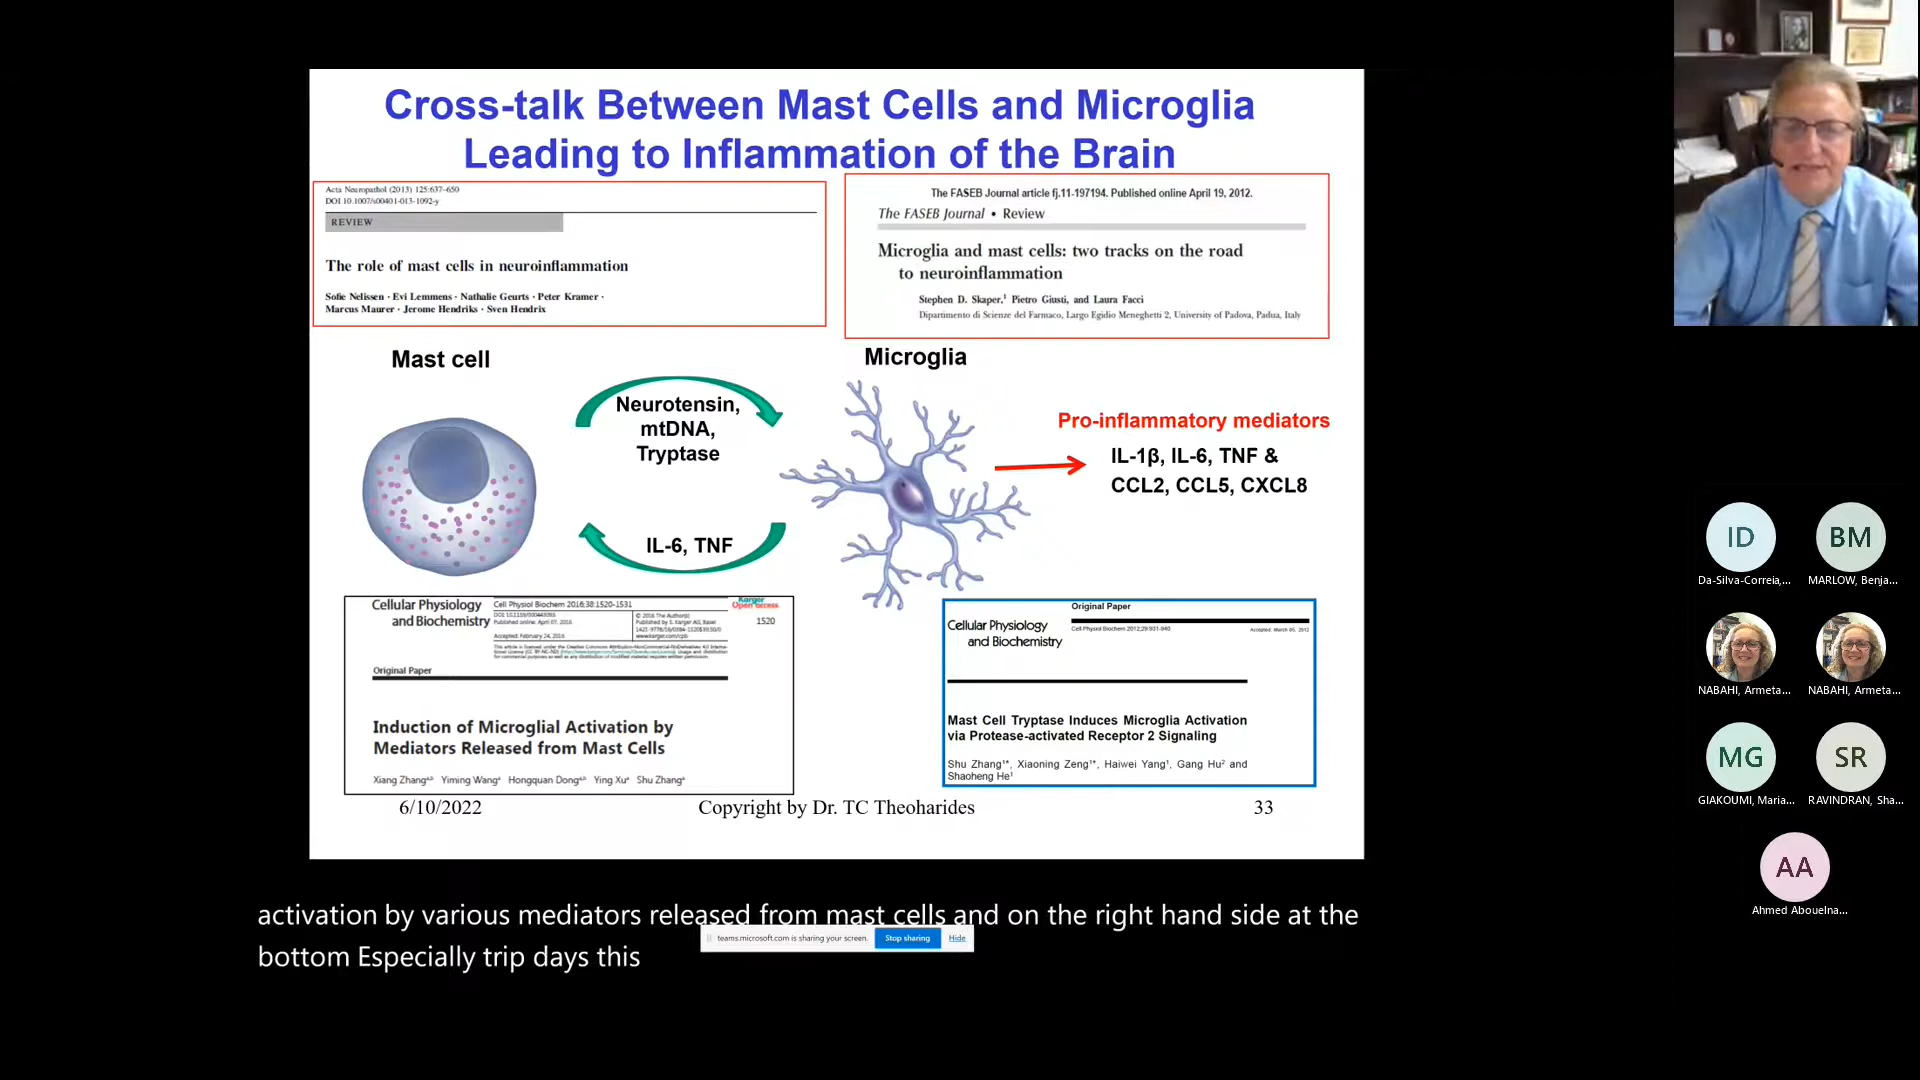 Cross-talk Between Mast Cells and Microglia
Leading to Inflammation of the Brain
Acta Neuropathol (2013) 125:637–650
DOI 10.1007/s00401-013-1092-y
REVIEW
The role of mast cells in neuroinflammation
Sofie Nelissen · Evi Lemmens · Nathalie Geurts · Peter Kramer ·
Marcus Maurer · Jerome Hendriks · Sven Hendrix
The FASEB Journal article fj.11-197194. Published online April 19, 2012.
The FASEB Journal • Review
Microglia and mast cells: two tracks on the road
to neuroinflammation
Stephen D. Skaper,1 Pietro Giusti, and Laura Facci
Dipartimento di Scienze del Farmaco, Largo Egidio Meneghetti 2, University of Padova, Padua, Italy
Mast cell
Microglia
Neurotensin,
mtDNA,
Tryptase
IL-6, TNF
Pro-inflammatory mediators
IL-1β, IL-6, TNF &
CCL2, CCL5, CXCL8
Cellular Physiology
and Biochemistry
Cell Physiol Biochem 2016;38:1520-1531
Published online: April 07, 2016
Accepted: February 24, 2016
© 2016 The Author(s)
Published by S. Karger AG, Basel
www.karger.com/cpb
Karger
Open access
1520
Original Paper
Induction of Microglial Activation by
Mediators Released from Mast Cells
Xiang Zhang Yiming Wang Hongquan Dong Ying Xu Shu Zhang
Original Paper
Cellular Physiology
and Biochemistry
Cell Physiol Biochem 2012;29:931-940
Accepted: March 05, 2012
Mast Cell Tryptase Induces Microglia Activation
via Protease-activated Receptor 2 Signaling
Shu Zhang1*, Xiaoning Zeng1*, Haiwei Yang1, Gang Hu2 and
Shaoheng He1
6/10/2022
Copyright by Dr. TC Theoharides
33
activation by various mediators released from mast cells and on the right hand side at the
bottom Especially trip days this
teams.microsoft.com is sharing your screen.
Stop sharing
Hide
ID
Da-Silva-Correia,...
BM
MARLOW, Benja...
NABAHI, Armeta...
NABAHI, Armeta...
MG
GIAKOUMI, Maria...
SR
RAVINDRAN, Sha...
AA
Ahmed Abouelna...